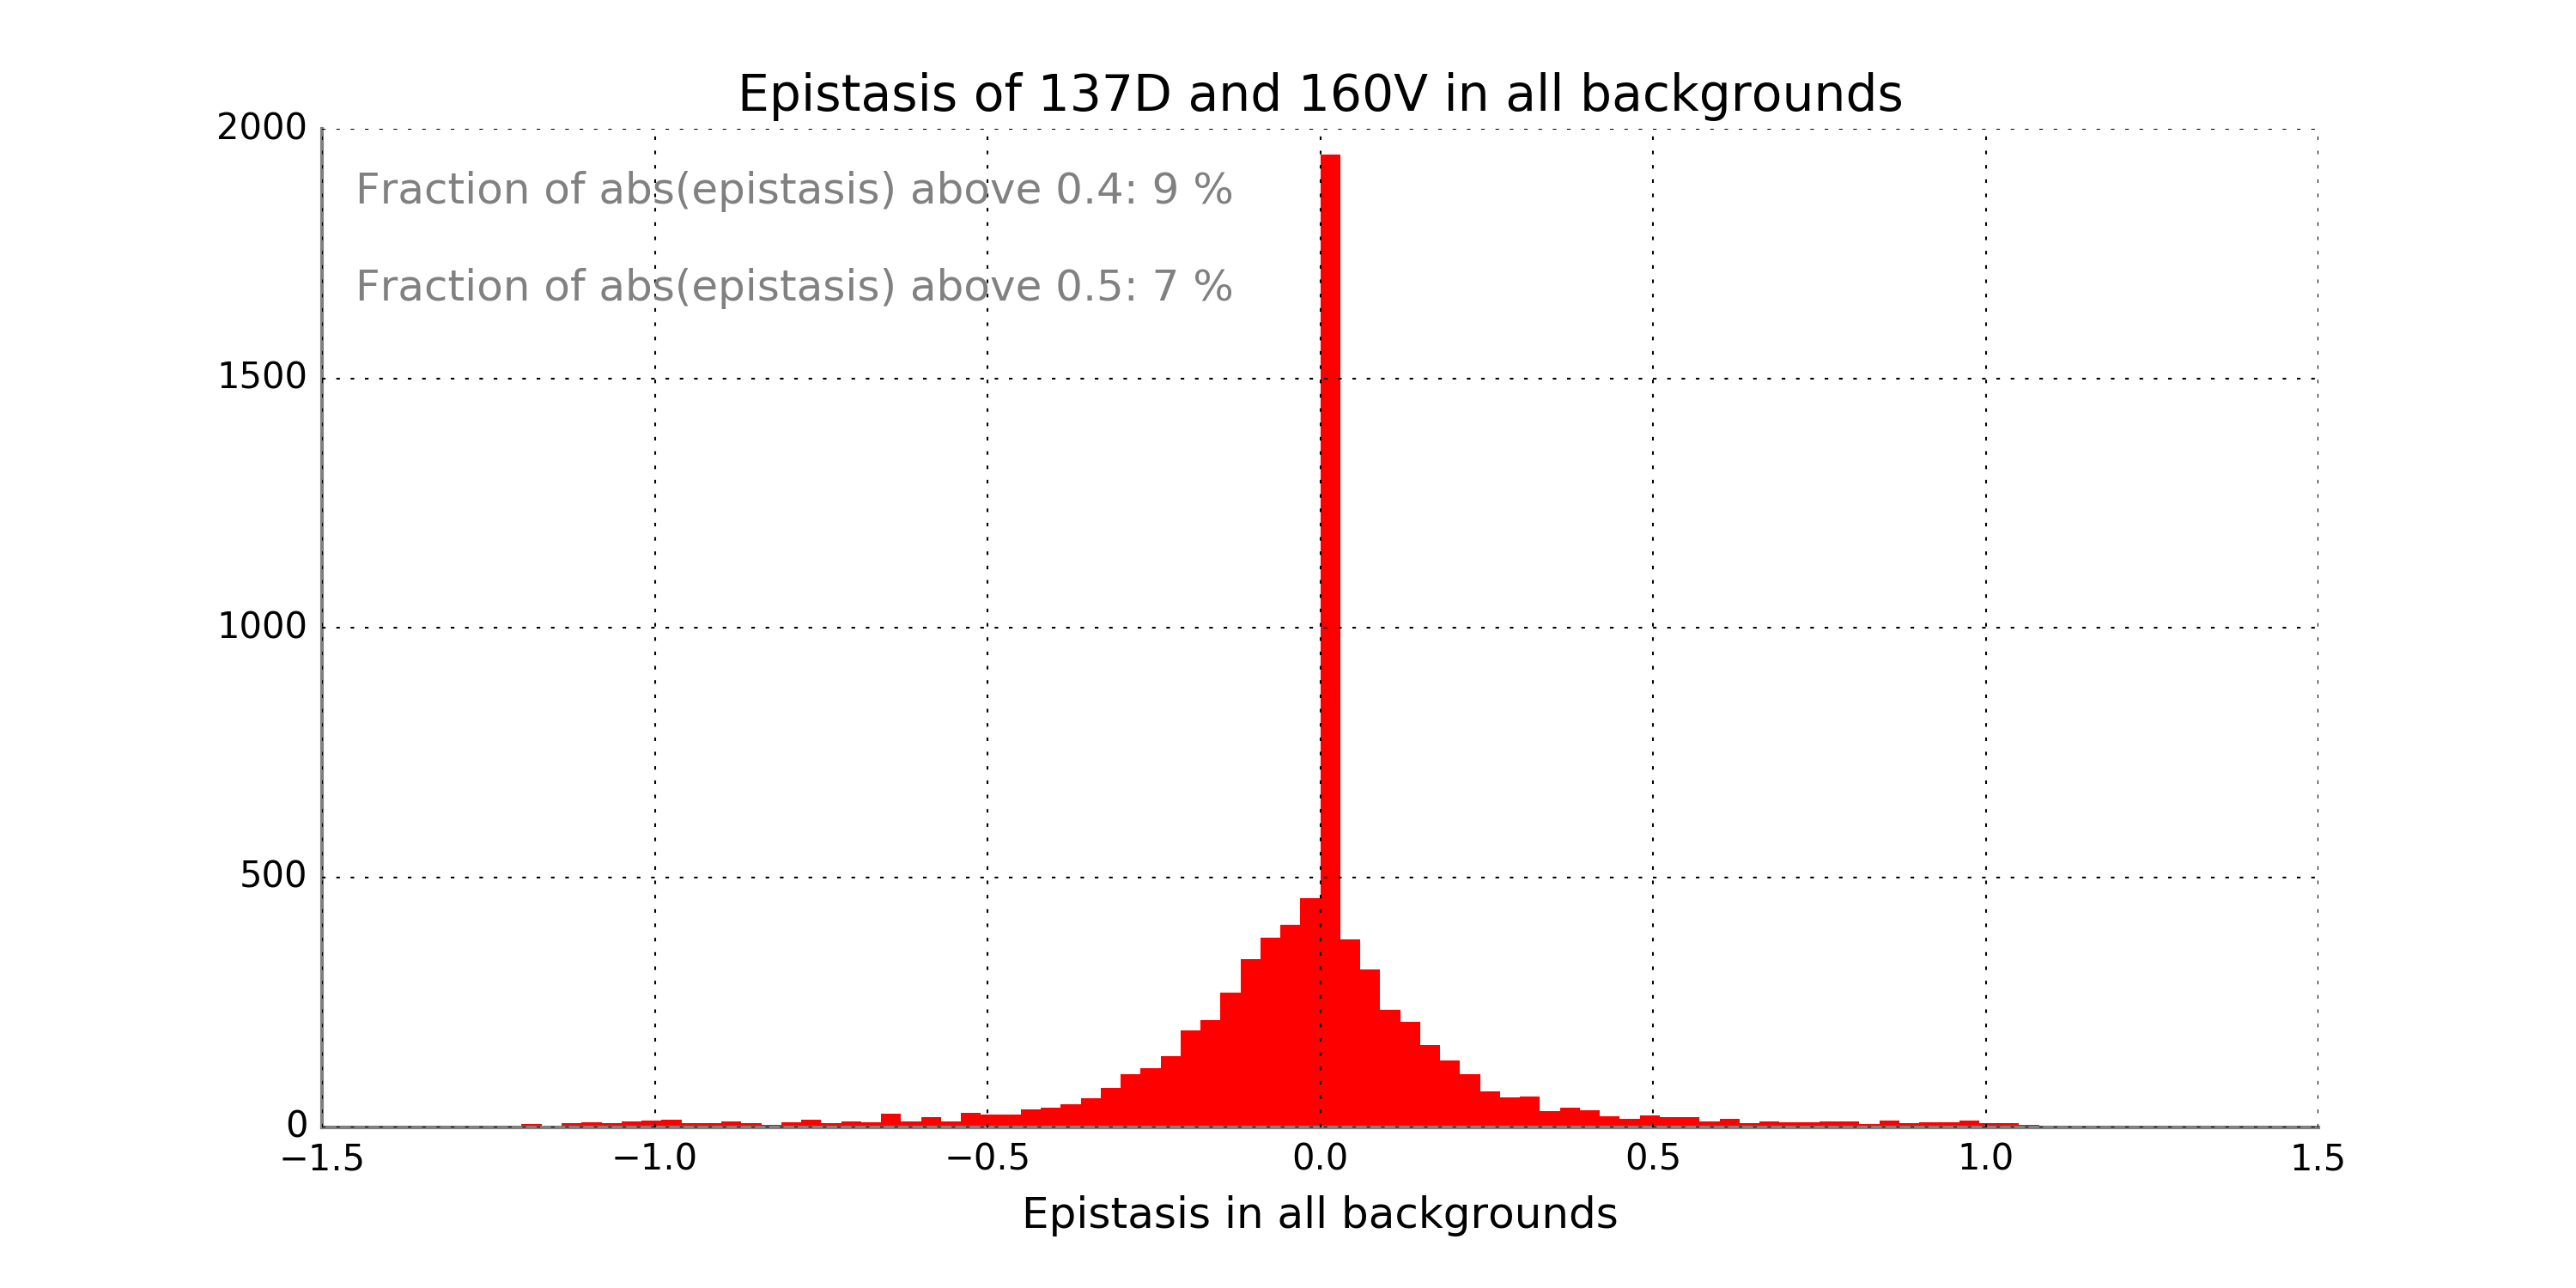 Epistasis of 137D and 160V in all backgrounds
2000
Fraction of abs(epistasis) above 0.4: 9 %
Fraction of abs(epistasis) above 0.5: 7 %
1500
1000
500
0
−1.5 −1.0 −0.5 0.0 0.5 1.0 1.5
Epistasis in all backgrounds